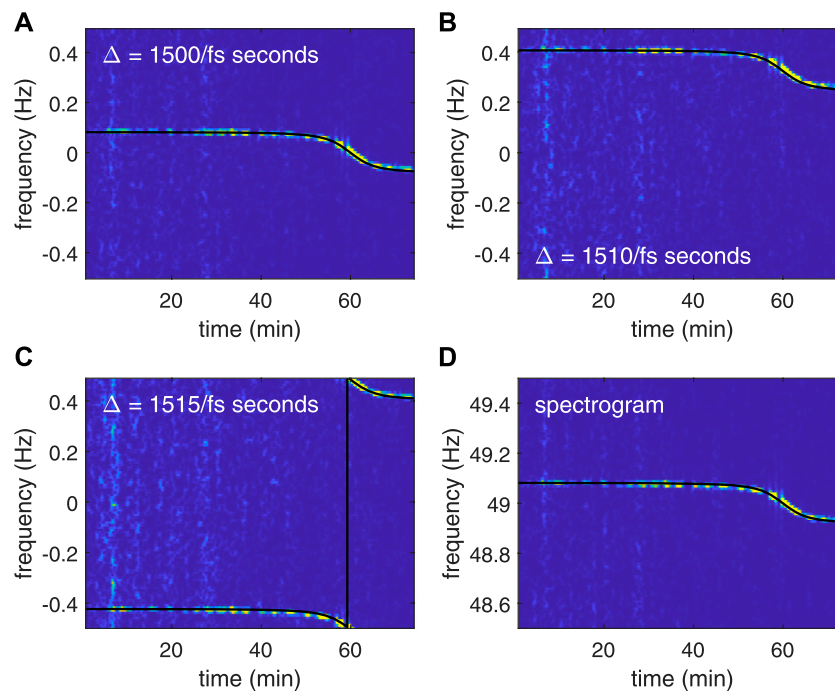 A
Δ = 1500/fs seconds
0.4
0.2
0
-0.2
-0.4
frequency (Hz)
20
40
60
time (min)
B
Δ = 1510/fs seconds
0.4
0.2
0
-0.2
-0.4
frequency (Hz)
20
40
60
time (min)
C
Δ = 1515/fs seconds
0.4
0.2
0
-0.2
-0.4
frequency (Hz)
20
40
60
time (min)
D
spectrogram
49.4
49.2
49
48.8
48.6
frequency (Hz)
20
40
60
time (min)